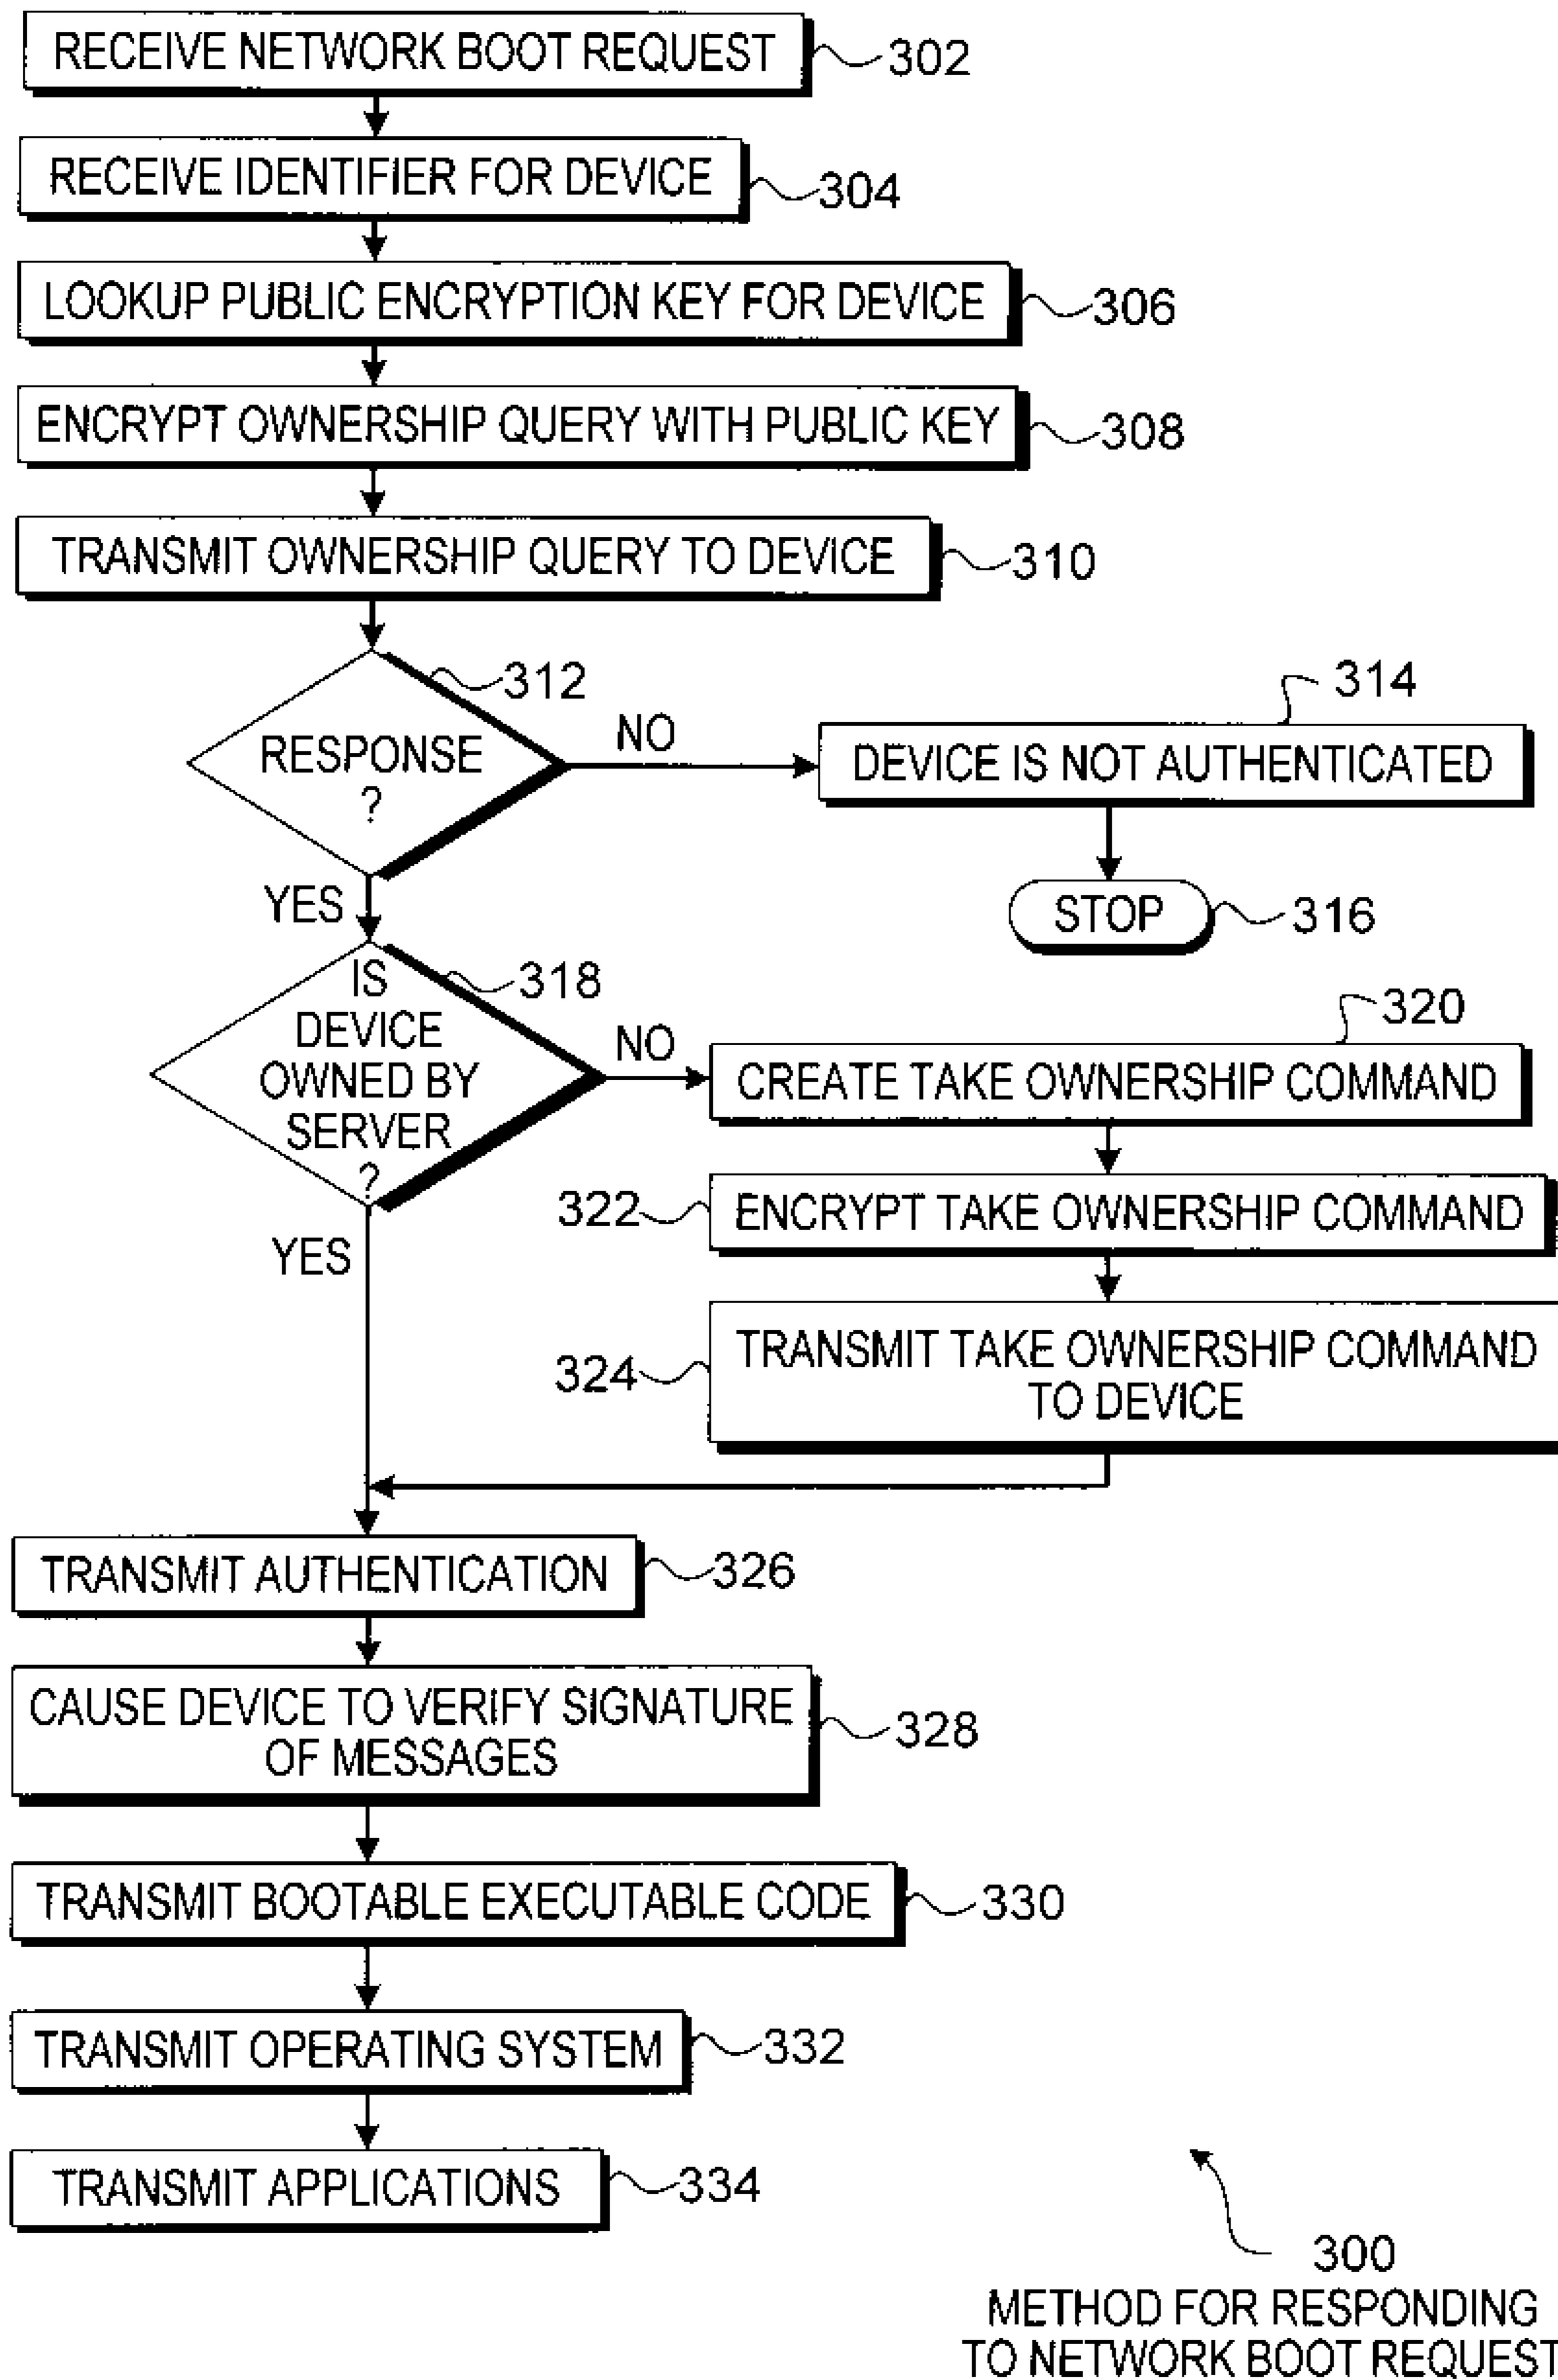 RECEIVE NETWORK BOOT REQUEST
302
RECEIVE IDENTIFIER FOR DEVICE
304
LOOKUP PUBLIC ENCRYPTION KEY FOR DEVICE
306
ENCRYPT OWNERSHIP QUERY WITH PUBLIC KEY
308
TRANSMIT OWNERSHIP QUERY TO DEVICE
310
312
RESPONSE
?
NO
314
DEVICE IS NOT AUTHENTICATED
STOP
316
YES
318
IS
DEVICE
OWNED BY
SERVER
?
NO
320
CREATE TAKE OWNERSHIP COMMAND
322
ENCRYPT TAKE OWNERSHIP COMMAND
324
TRANSMIT TAKE OWNERSHIP COMMAND
TO DEVICE
YES
TRANSMIT AUTHENTICATION
326
CAUSE DEVICE TO VERIFY SIGNATURE
OF MESSAGES
328
TRANSMIT BOOTABLE EXECUTABLE CODE
330
TRANSMIT OPERATING SYSTEM
332
TRANSMIT APPLICATIONS
334
300
METHOD FOR RESPONDING
TO NETWORK BOOT REQUEST